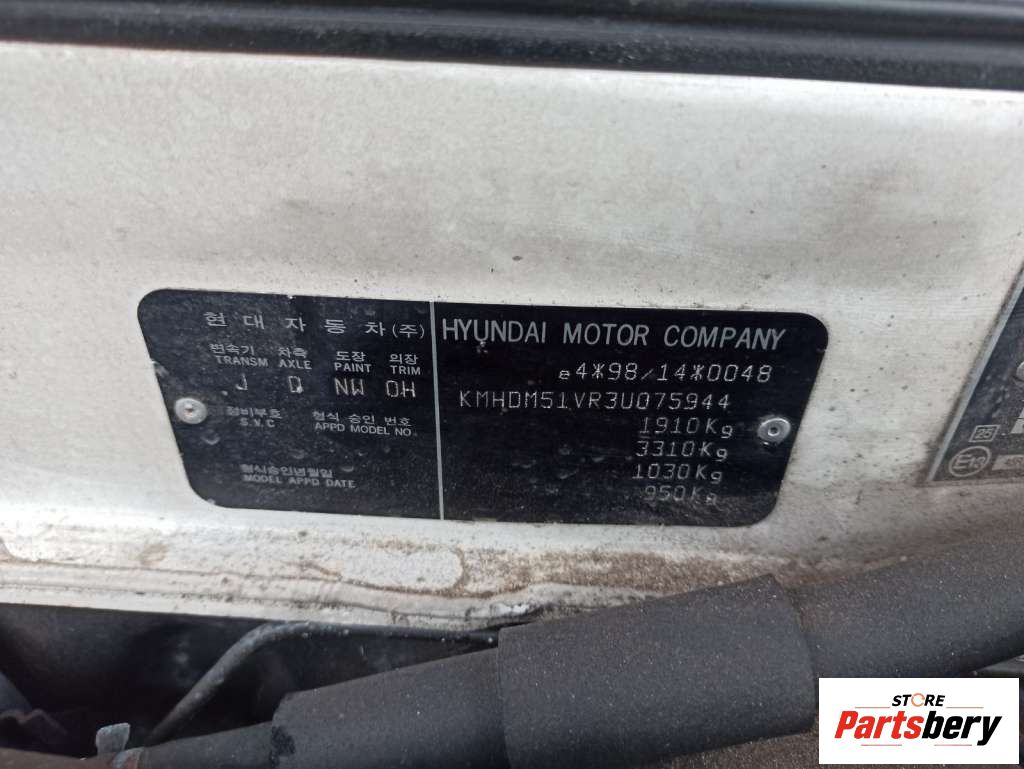 현대자동차(주)
변속기 차축 도장 의장
TRANSM AXLE PAINT TRIM
J D NW OH
정비부호 형식 승인 번호
S.V.C APPD MODEL NO.
형식승인년월일
MODEL APPD DATE
HYUNDAI MOTOR COMPANY
e4*98/14*0048
KMHDM51VR3U075944
1910Kg
3310Kg
1030Kg
950Kg
25
E13
STORE
Partsbery